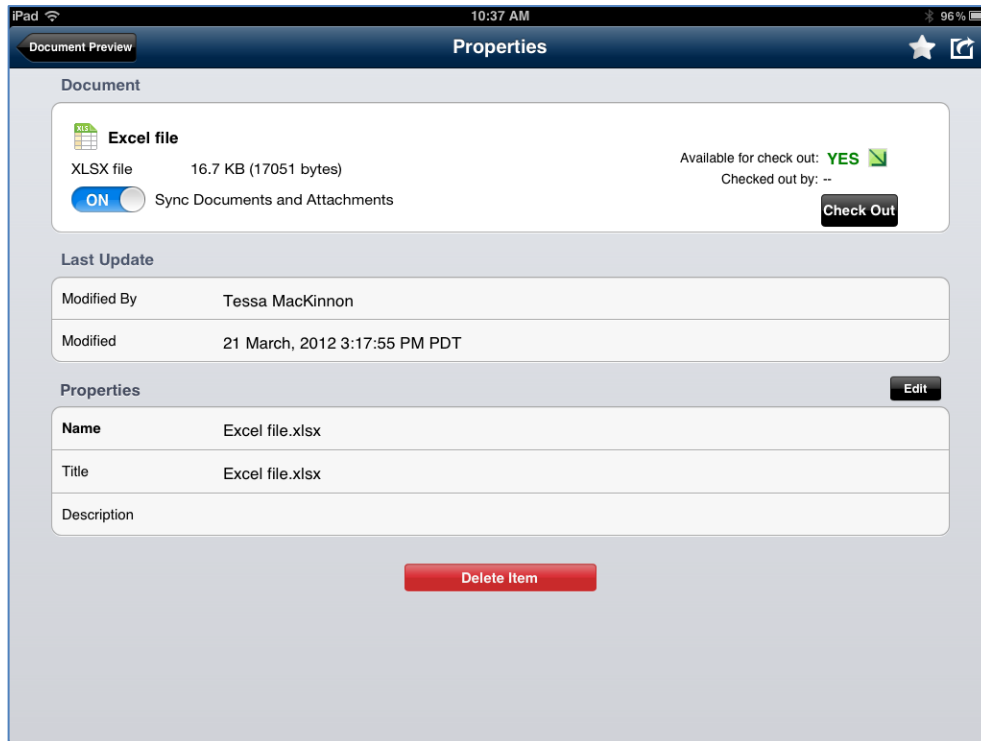 iPad 10:37 AM 96%
Document Preview Properties
Document
XLS
Excel file
XLSX file 16.7 KB (17051 bytes)
Available for check out: YES
Checked out by: --
ON Sync Documents and Attachments
Check Out
Last Update
Modified By Tessa MacKinnon
Modified 21 March, 2012 3:17:55 PM PDT
Properties Edit
Name Excel file.xlsx
Title Excel file.xlsx
Description
Delete Item